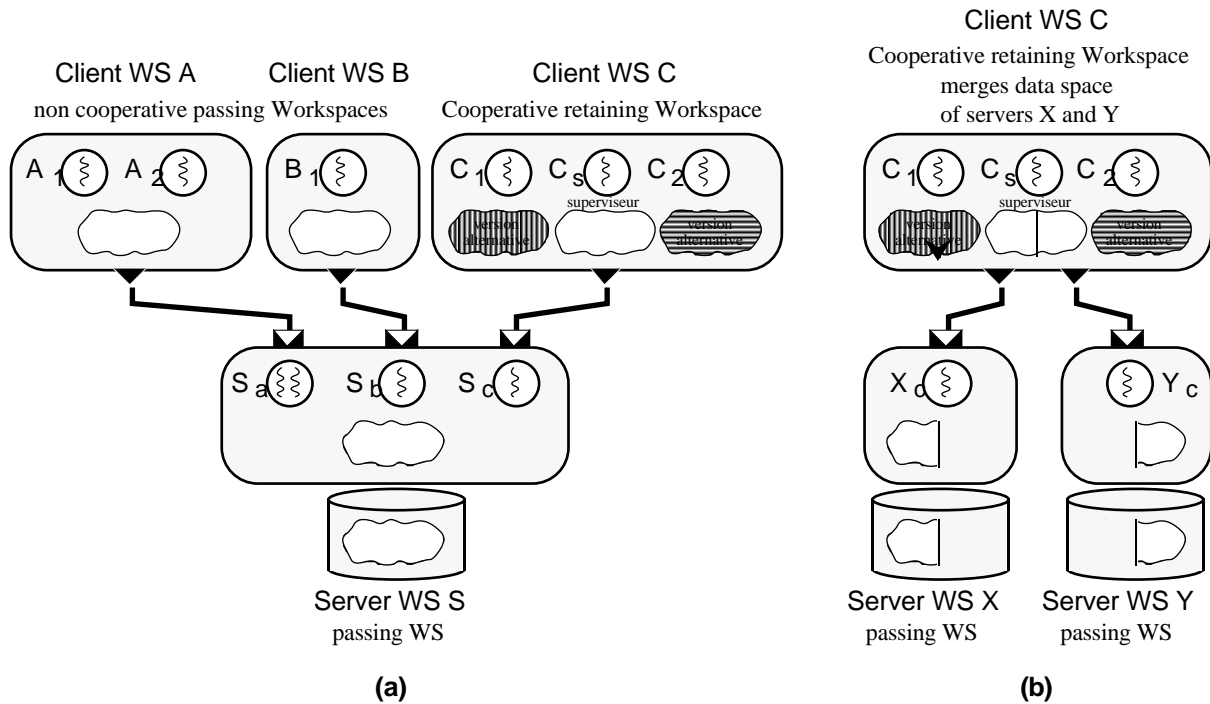 Client WS A
Client WS B
Client WS C
non cooperative passing Workspaces
Cooperative retaining Workspace
A 1
A 2
B 1
C 1
C s
C 2
superviseur
version
alternative
version
alternative
S a
S b
S c
Server WS S
passing WS
(a)
Client WS C
Cooperative retaining Workspace
merges data space
of servers X and Y
C 1
C s
C 2
superviseur
version
alternative
version
alternative
X c
Y c
Server WS X
Server WS Y
passing WS
passing WS
(b)